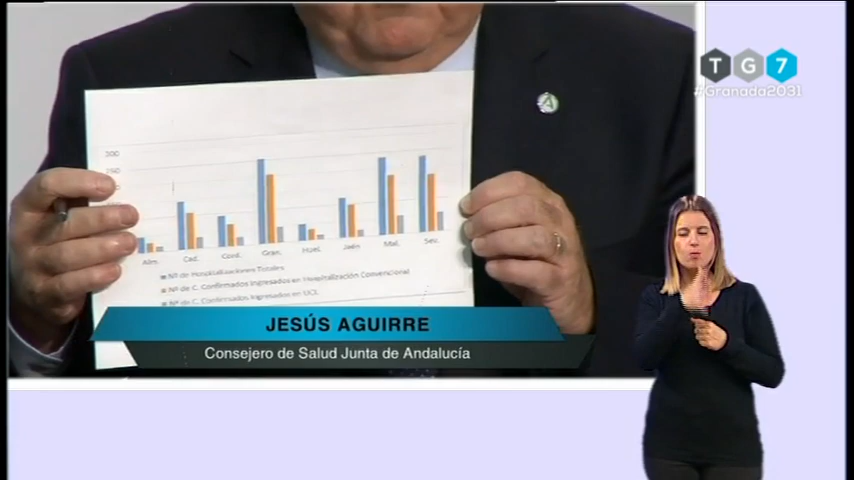 TG7
#Granada2031
300
Alm.
Cad.
Cord.
Gran.
Huel.
Jaén
Mal.
Sev.
Nº de Hospitalizaciones Totales
Nº de C. Confirmados Ingresados en Hospitalización Convencional
Nº de C. Confirmados Ingresados en UCI
JESÚS AGUIRRE
Consejero de Salud Junta de Andalucía